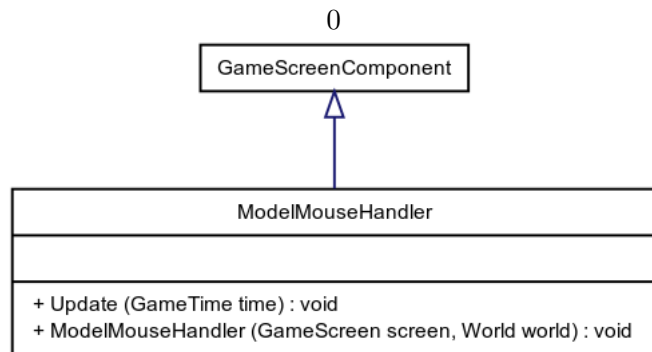 0
GameScreenComponent
ModelMouseHandler
+ Update (GameTime time) : void
+ ModelMouseHandler (GameScreen screen, World world) : void